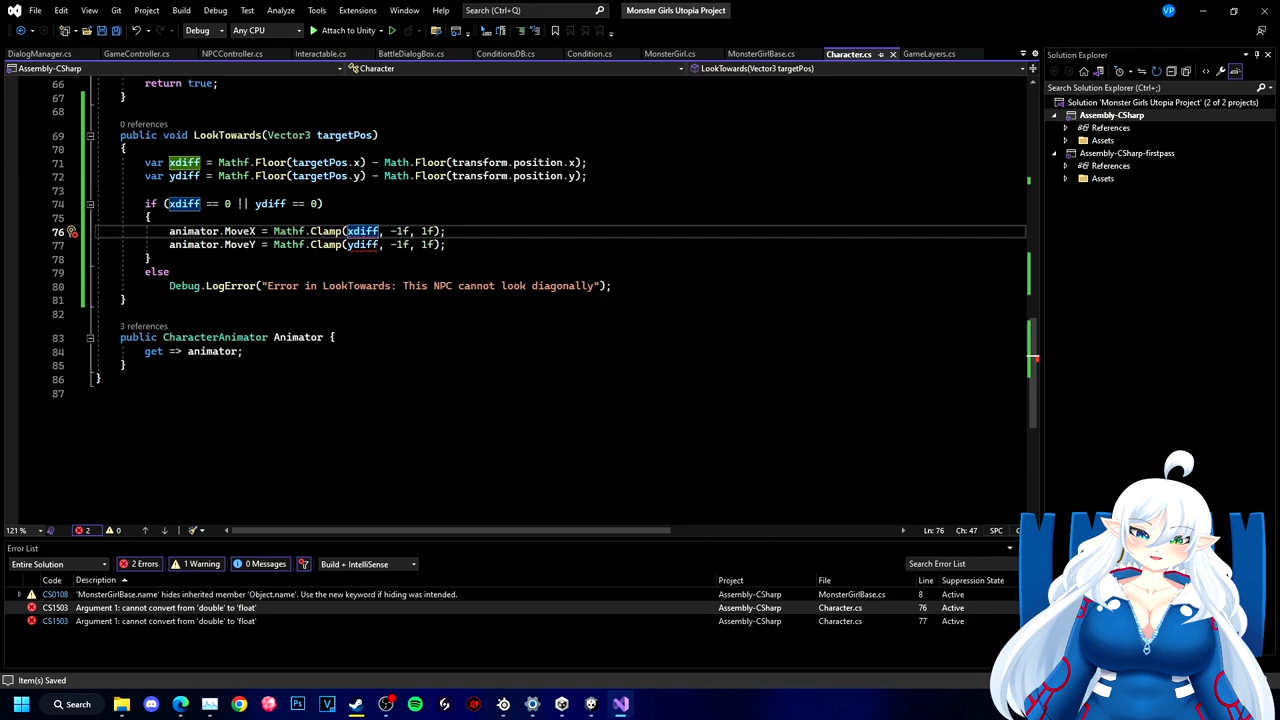 File Edit View Git Project Build Debug Test Analyze Tools Extensions Window Help Search (Ctrl+Q) Monster Girls Utopia Project VP
Debug Any CPU Attach to Unity
DialogManager.cs GameController.cs NPCController.cs Interactable.cs BattleDialogBox.cs ConditionsDB.cs Condition.cs MonsterGirl.cs MonsterGirlBase.cs Character.cs GameLayers.cs
Assembly-CSharp Character LookTowards(Vector3 targetPos)
66 return true;
67 }
68
0 references
69 public void LookTowards(Vector3 targetPos)
70 {
71 var xdiff = Mathf.Floor(targetPos.x) - Math.Floor(transform.position.x);
72 var ydiff = Mathf.Floor(targetPos.y) - Math.Floor(transform.position.y);
73
74 if (xdiff == 0 || ydiff == 0)
75 {
76 animator.MoveX = Mathf.Clamp(xdiff, -1f, 1f);
77 animator.MoveY = Mathf.Clamp(ydiff, -1f, 1f);
78 }
79 else
80 Debug.LogError("Error in LookTowards: This NPC cannot look diagonally");
81 }
82
3 references
83 public CharacterAnimator Animator {
84 get => animator;
85 }
86 }
87
121 % 2 0 Ln: 76 Ch: 47 SPC
Solution Explorer
Search Solution Explorer (Ctrl+;)
Solution 'Monster Girls Utopia Project' (2 of 2 projects)
Assembly-CSharp
References
Assets
Assembly-CSharp-firstpass
References
Assets
Error List
Entire Solution 2 Errors 1 Warning 0 Messages Build + IntelliSense Search Error List
Code Description Project File Line Suppression State
CS0108 'MonsterGirlBase.name' hides inherited member 'Object.name'. Use the new keyword if hiding was intended. Assembly-CSharp MonsterGirlBase.cs 8 Active
CS1503 Argument 1: cannot convert from 'double' to 'float' Assembly-CSharp Character.cs 76 Active
CS1503 Argument 1: cannot convert from 'double' to 'float' Assembly-CSharp Character.cs 77 Active
Item(s) Saved
Search